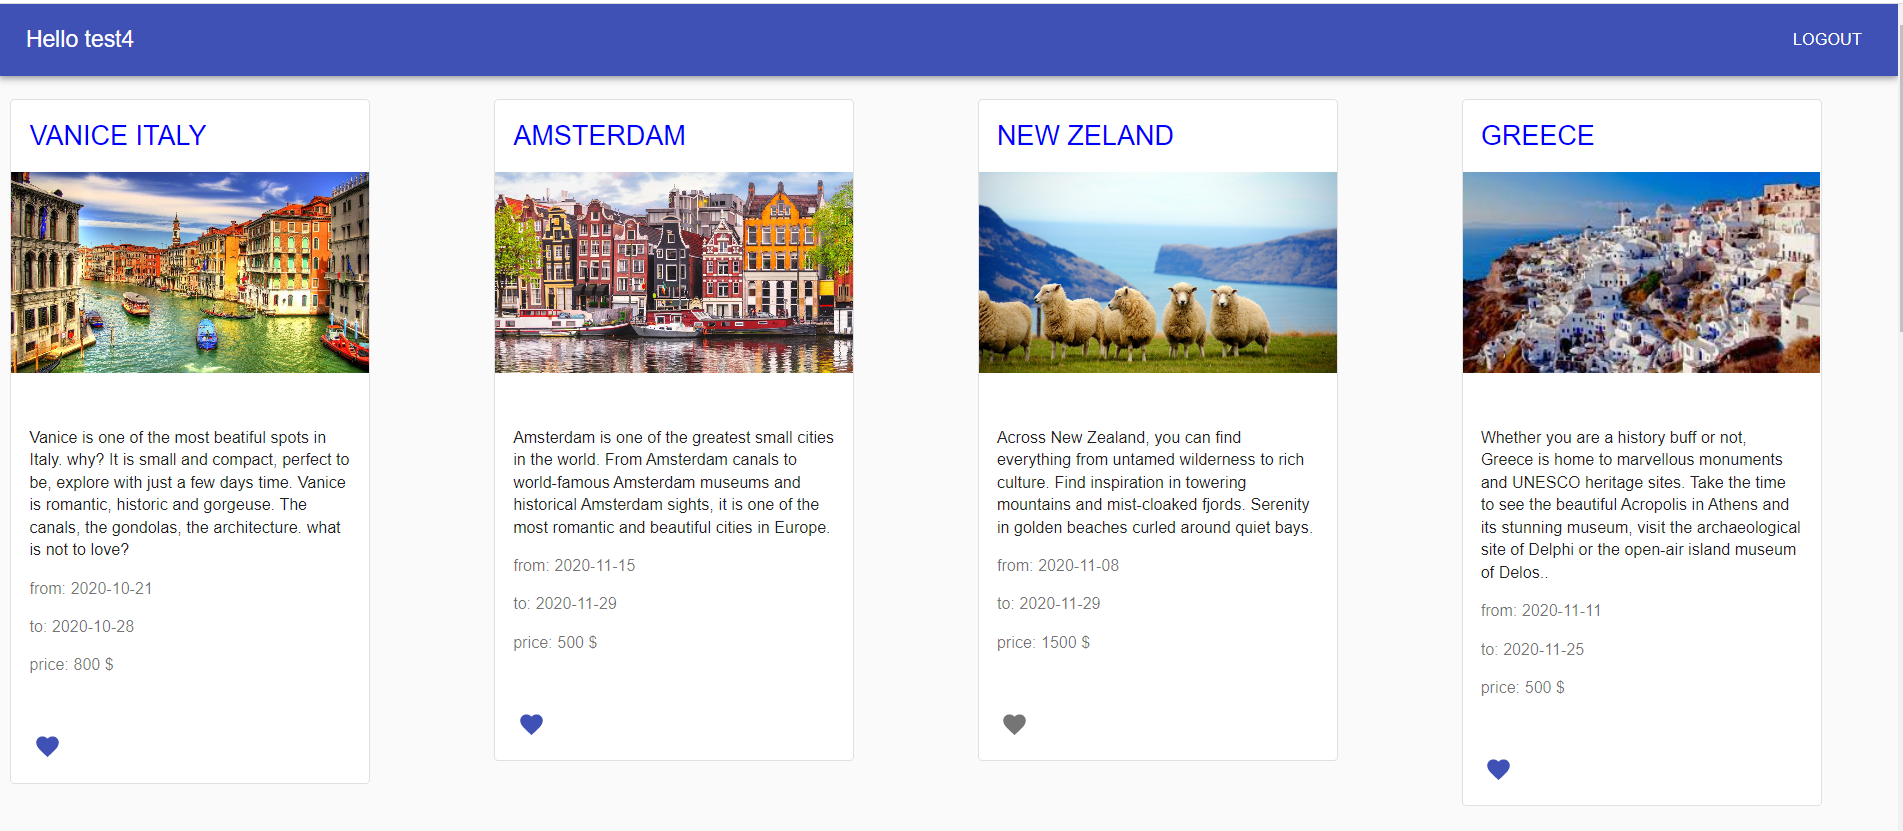 Hello test4
LOGOUT
VANICE ITALY
Vanice is one of the most beatiful spots in
Italy. why? It is small and compact, perfect to
be, explore with just a few days time. Vanice
is romantic, historic and gorgeuse. The
canals, the gondolas, the architecture. what
is not to love?
from: 2020-10-21
to: 2020-10-28
price: 800 $
AMSTERDAM
Amsterdam is one of the greatest small cities
in the world. From Amsterdam canals to
world-famous Amsterdam museums and
historical Amsterdam sights, it is one of the
most romantic and beautiful cities in Europe.
from: 2020-11-15
to: 2020-11-29
price: 500 $
NEW ZELAND
Across New Zealand, you can find
everything from untamed wilderness to rich
culture. Find inspiration in towering
mountains and mist-cloaked fjords. Serenity
in golden beaches curled around quiet bays.
from: 2020-11-08
to: 2020-11-29
price: 1500 $
GREECE
Whether you are a history buff or not,
Greece is home to marvellous monuments
and UNESCO heritage sites. Take the time
to see the beautiful Acropolis in Athens and
its stunning museum, visit the archaeological
site of Delphi or the open-air island museum
of Delos..
from: 2020-11-11
to: 2020-11-25
price: 500 $